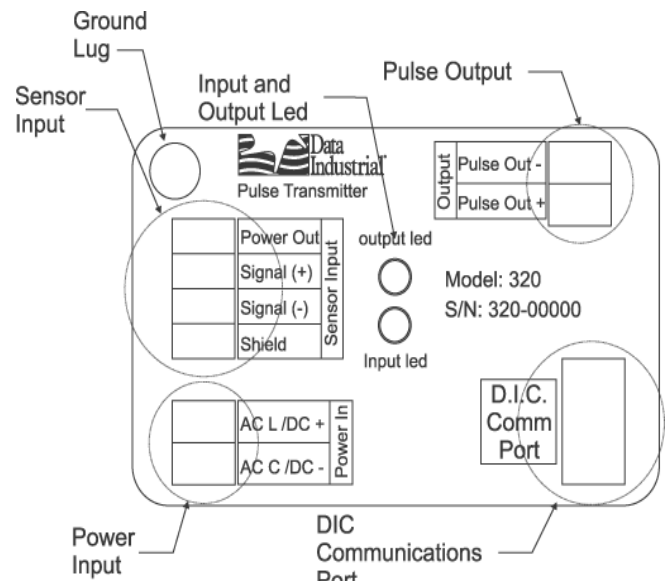 Ground
Lug
Sensor
Input
Input and
Output Led
Pulse Output
Data
Industrial
Pulse Transmitter
Output
Pulse Out -
Pulse Out +
Power Out
Signal (+)
Signal (-)
Shield
Sensor Input
output led
Input led
Model: 320
S/N: 320-00000
AC L /DC +
AC C /DC -
Power In
D.I.C.
Comm
Port
Power
Input
DIC
Communications
Port